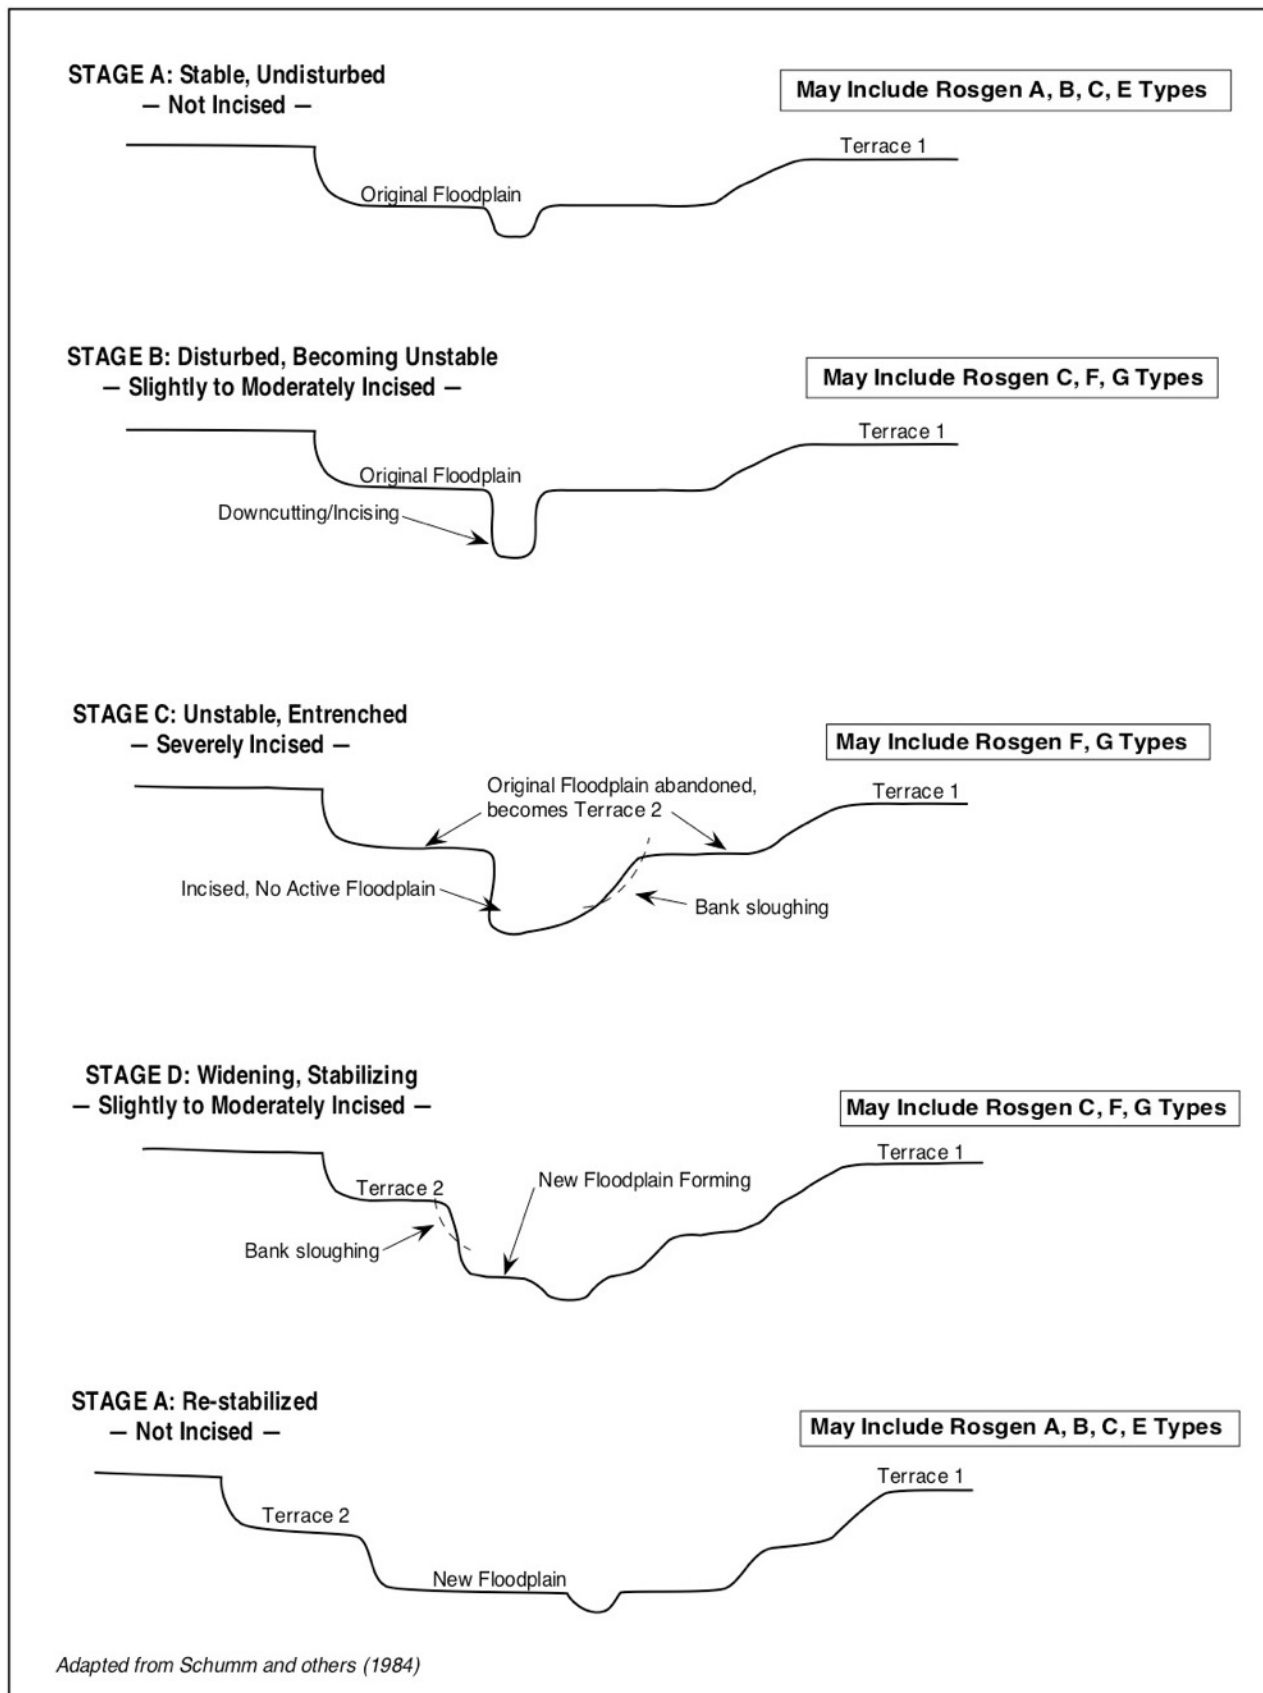 STAGE A: Stable, Undisturbed
— Not Incised —
May Include Rosgen A, B, C, E Types
Terrace 1
Original Floodplain
STAGE B: Disturbed, Becoming Unstable
— Slightly to Moderately Incised —
May Include Rosgen C, F, G Types
Terrace 1
Original Floodplain
Downcutting/Incising
STAGE C: Unstable, Entrenched
— Severely Incised —
May Include Rosgen F, G Types
Original Floodplain abandoned,
becomes Terrace 2
Terrace 1
Incised, No Active Floodplain
Bank sloughing
STAGE D: Widening, Stabilizing
— Slightly to Moderately Incised —
May Include Rosgen C, F, G Types
Terrace 1
New Floodplain Forming
Terrace 2
Bank sloughing
STAGE A: Re-stabilized
— Not Incised —
May Include Rosgen A, B, C, E Types
Terrace 1
Terrace 2
New Floodplain
Adapted from Schumm and others (1984)